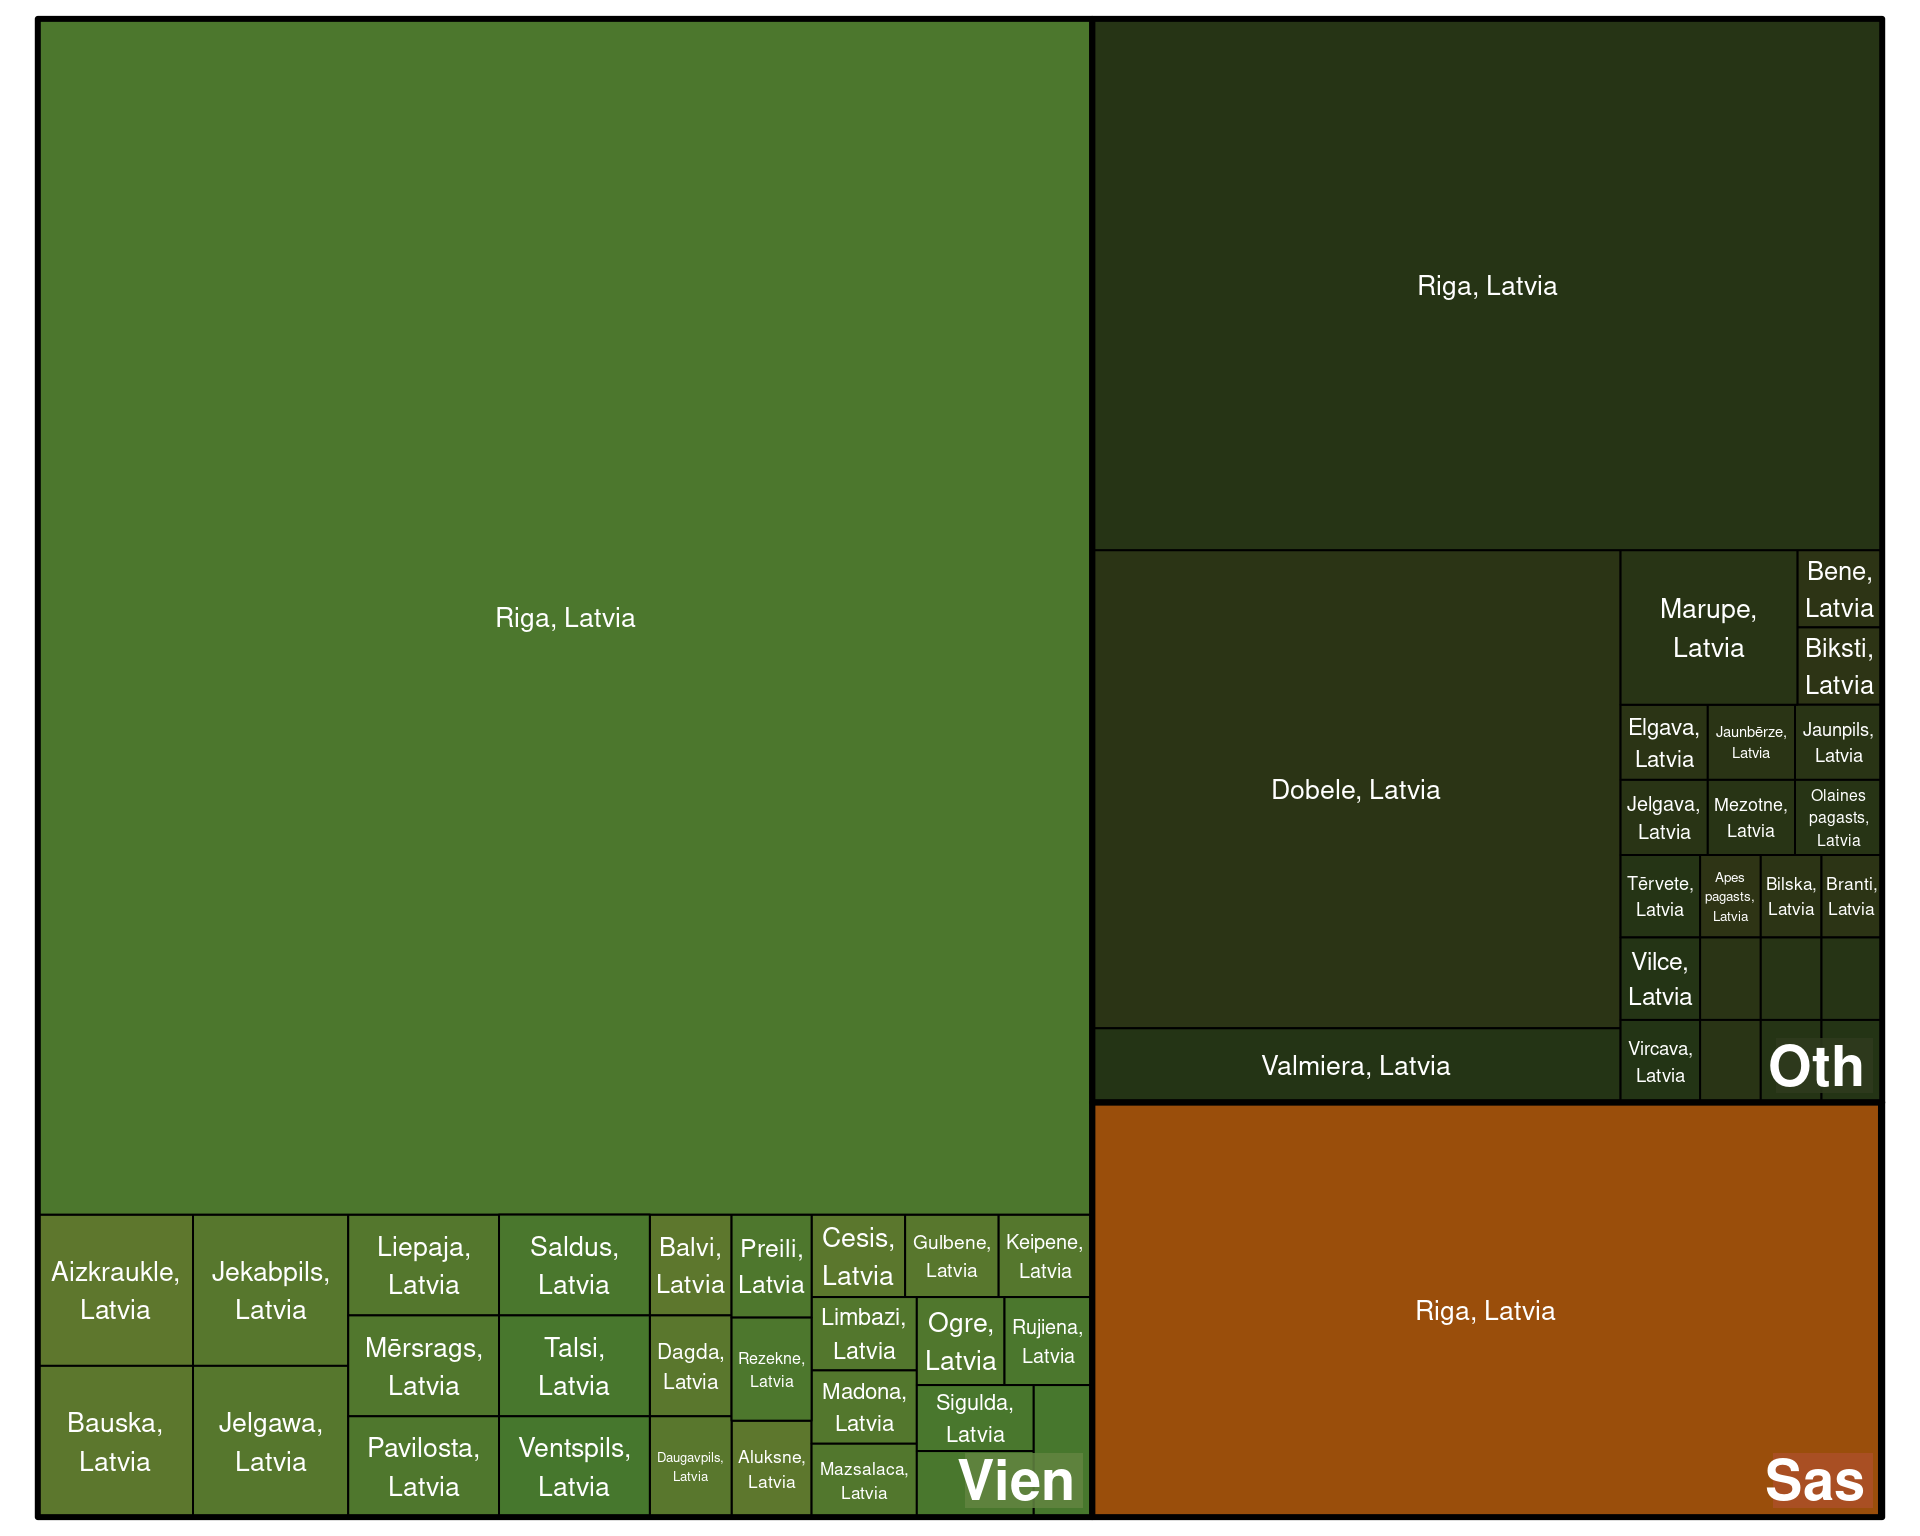 Riga, Latvia
Aizkraukle,
Latvia
Bauska,
Latvia
Jekabpils,
Latvia
Jelgawa,
Latvia
Liepaja,
Latvia
Mērsrags,
Latvia
Pavilosta,
Latvia
Saldus,
Latvia
Talsi,
Latvia
Ventspils,
Latvia
Balvi,
Latvia
Dagda,
Latvia
Daugavpils,
Latvia
Preili,
Latvia
Rezekne,
Latvia
Aluksne,
Latvia
Cesis,
Latvia
Gulbene,
Latvia
Keipene,
Latvia
Limbazi,
Latvia
Madona,
Latvia
Mazsalaca,
Latvia
Ogre,
Latvia
Rujiena,
Latvia
Sigulda,
Latvia
Vien
Riga, Latvia
Dobele, Latvia
Valmiera, Latvia
Marupe,
Latvia
Bene,
Latvia
Biksti,
Latvia
Elgava,
Latvia
Jaunbērze,
Latvia
Jaunpils,
Latvia
Jelgava,
Latvia
Mezotne,
Latvia
Olaines
pagasts,
Latvia
Tērvete,
Latvia
Apes
pagasts,
Latvia
Bilska,
Latvia
Branti,
Latvia
Vilce,
Latvia
Vircava,
Latvia
Oth
Riga, Latvia
Sas